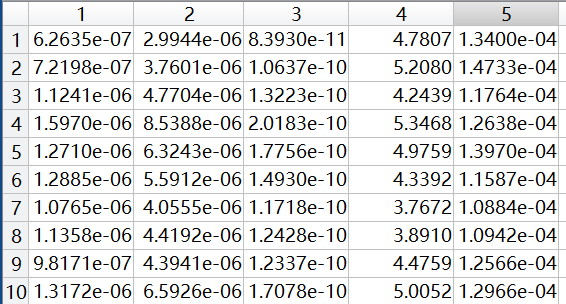 1 2 3 4 5
1 6.2635e-07 2.9944e-06 8.3930e-11 4.7807 1.3400e-04
2 7.2198e-07 3.7601e-06 1.0637e-10 5.2080 1.4733e-04
3 1.1241e-06 4.7704e-06 1.3223e-10 4.2439 1.1764e-04
4 1.5970e-06 8.5388e-06 2.0183e-10 5.3468 1.2638e-04
5 1.2710e-06 6.3243e-06 1.7756e-10 4.9759 1.3970e-04
6 1.2885e-06 5.5912e-06 1.4930e-10 4.3392 1.1587e-04
7 1.0765e-06 4.0555e-06 1.1718e-10 3.7672 1.0884e-04
8 1.1358e-06 4.4192e-06 1.2428e-10 3.8910 1.0942e-04
9 9.8171e-07 4.3941e-06 1.2337e-10 4.4759 1.2566e-04
10 1.3172e-06 6.5926e-06 1.7078e-10 5.0052 1.2966e-04